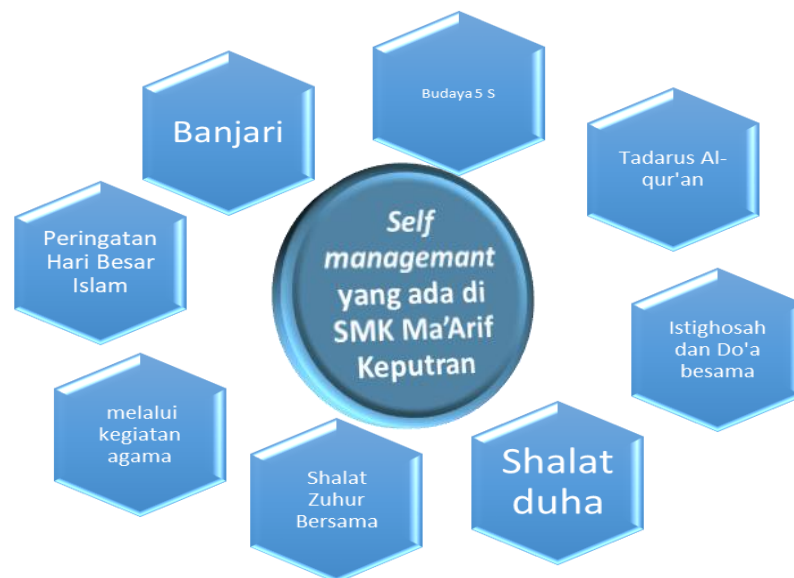 Budaya 5 S
Banjari
Tadarus Al-
qur'an
Peringatan
Hari Besar
Islam
Self
managemant
yang ada di
SMK Ma’Arif
Keputran
Istighosah
dan Do'a
besama
melalui
kegiatan
agama
Shalat
Zuhur
Bersama
Shalat
duha